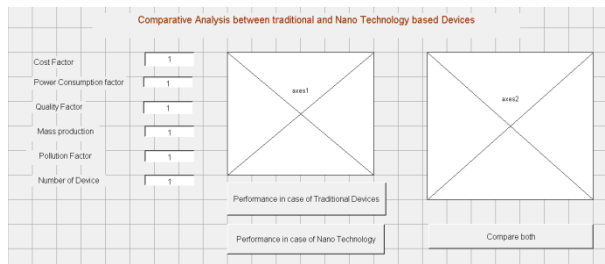 Comparative Analysis between traditional and Nano Technology based Devices
Cost Factor 1
Power Consumption factor 1
Quality Factor 1
Mass production 1
Pollution Factor 1
Number of Device 1
axes1
axes2
Performance in case of Traditional Devices
Performance in case of Nano Technology
Compare both